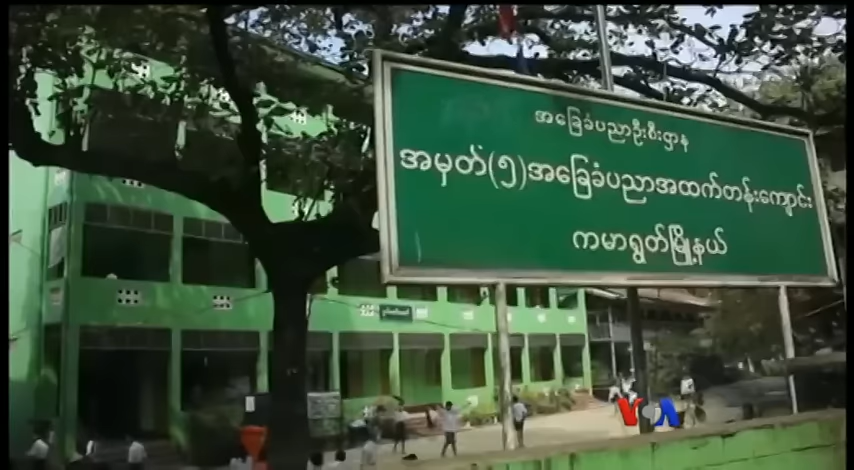 အခြေခံပညာဦးစီးဌာန
အမှတ်(၅)အခြေခံပညာအထက်တန်းကျောင်း
ကမာရွတ်မြို့နယ်
VOA